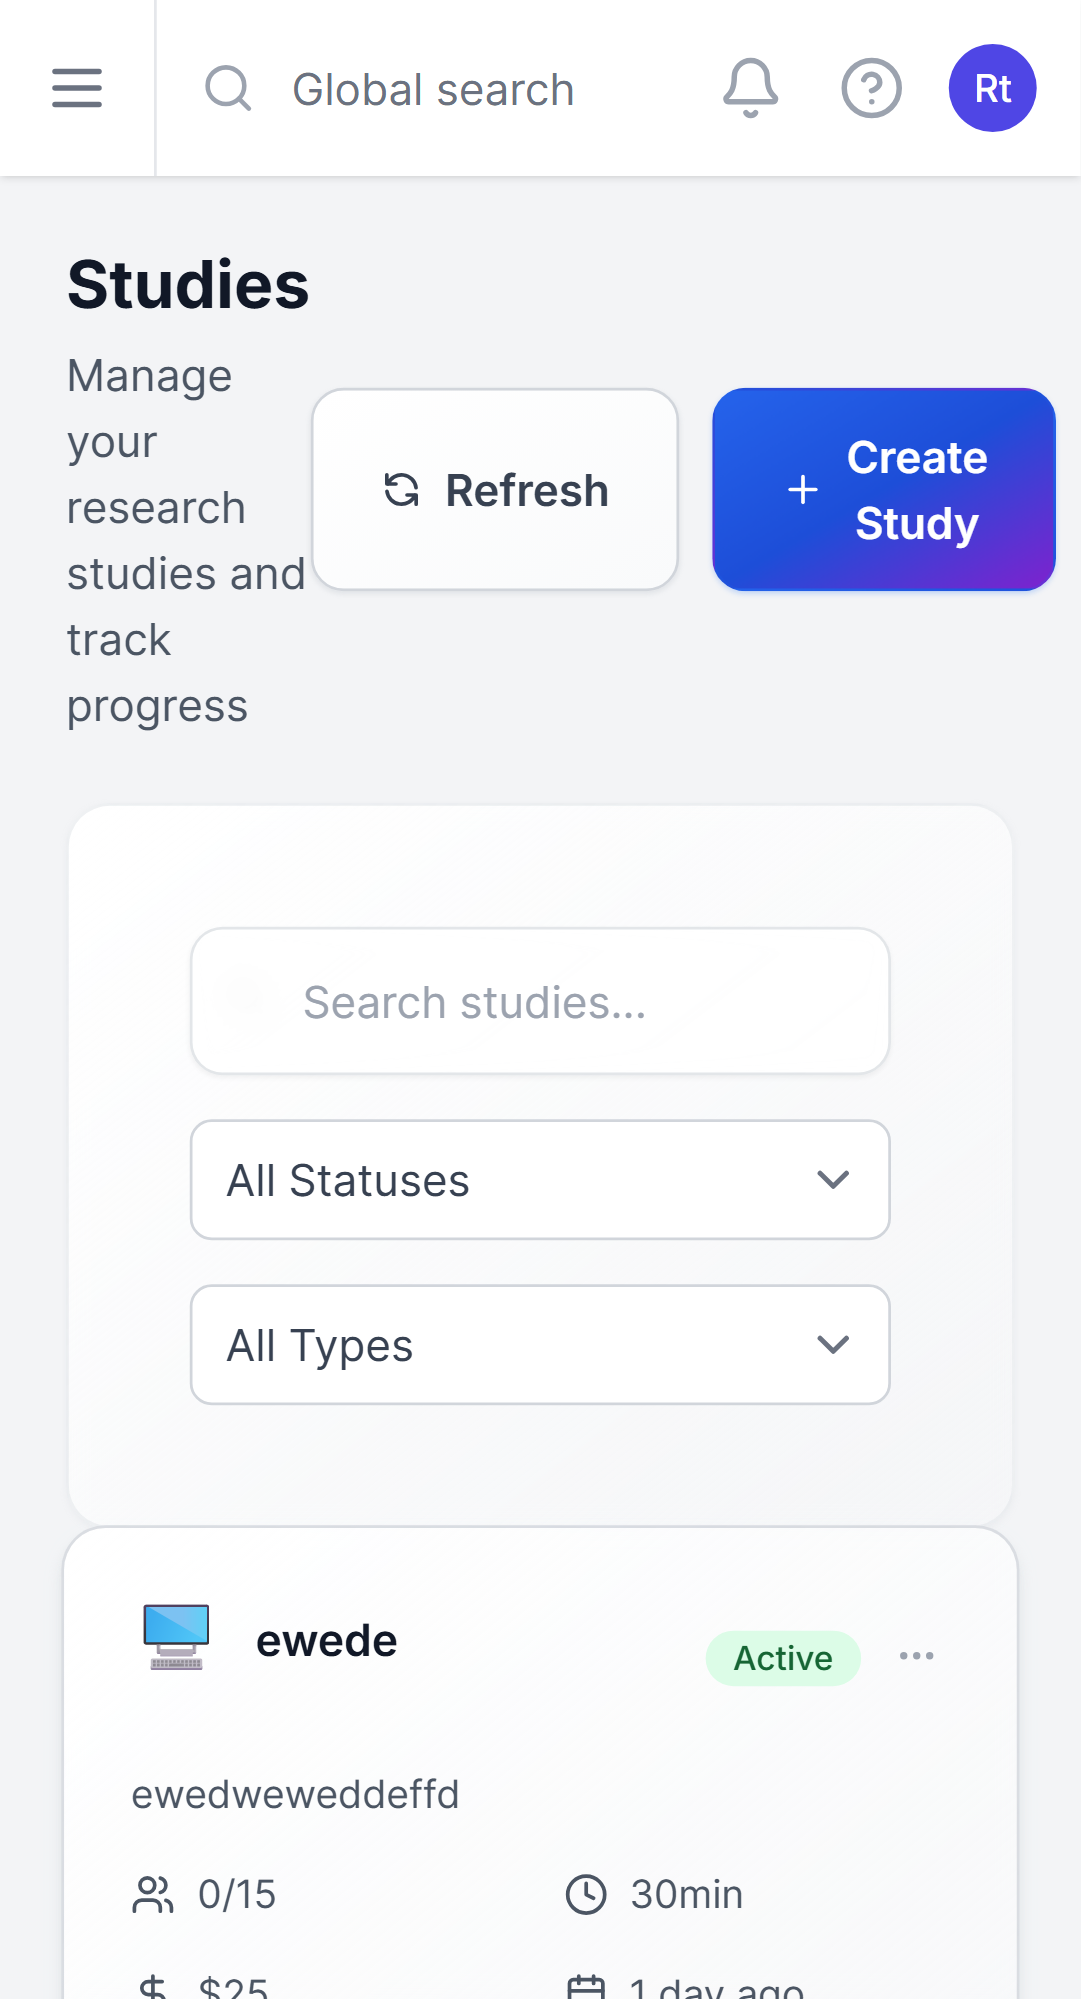 Global search
Rt
Studies
Manage
your
research
studies and
track
progress
Refresh
Create
Study
Search studies...
All Statuses
All Types
ewede
Active
ewedweweddeffd
0/15
30min
$25
1 day ago